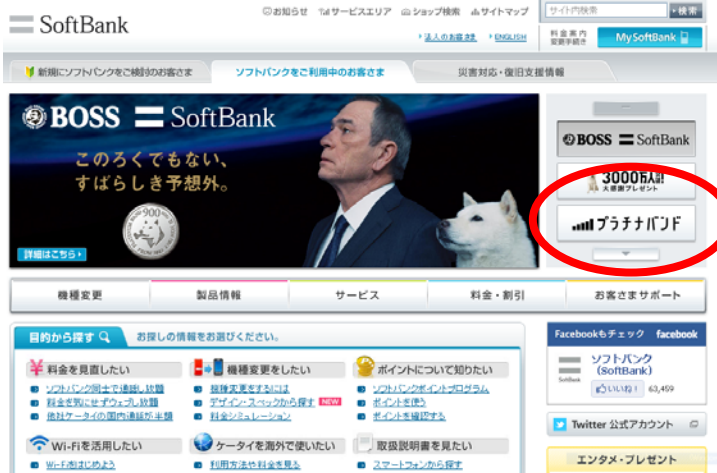 SoftBank
お知らせ サービスエリア ショップ検索 サイトマップ
サイト内検索
検索
法人のお客さま
ENGLISH
料金案内
変更手続き
My SoftBank
新規にソフトバンクをご検討のお客さま
ソフトバンクをご利用中のお客さま
災害対応・復旧支援情報
BOSS SoftBank
このろくでもない、
すばらしき予想外。
900
詳細はこちら
BOSS SoftBank
3000万人!
大感謝プレゼント
プラチナバンド
機種変更
製品情報
サービス
料金・割引
お客さまサポート
目的から探す
お探しの情報をお選びください。
料金を見直したい
ソフトバンク同士で通話し放題
料金を気にせずウェブし放題
他社ケータイの国内通話が半額
機種変更をしたい
機種変更をするには
デザイン・スペックから探す NEW
料金シミュレーション
ポイントについて知りたい
ソフトバンクポイントプログラム
ポイントを使う
ポイントを確認する
Wi-Fiを活用したい
Wi-Fiをはじめよう
ケータイを海外で使いたい
利用方法や料金を見る
取扱説明書を見たい
スマートフォンから探す
Facebookもチェック facebook
ソフトバンク
(SoftBank)
SoftBank
いいね! 63,459
Twitter 公式アカウント
エンタメ・プレゼント